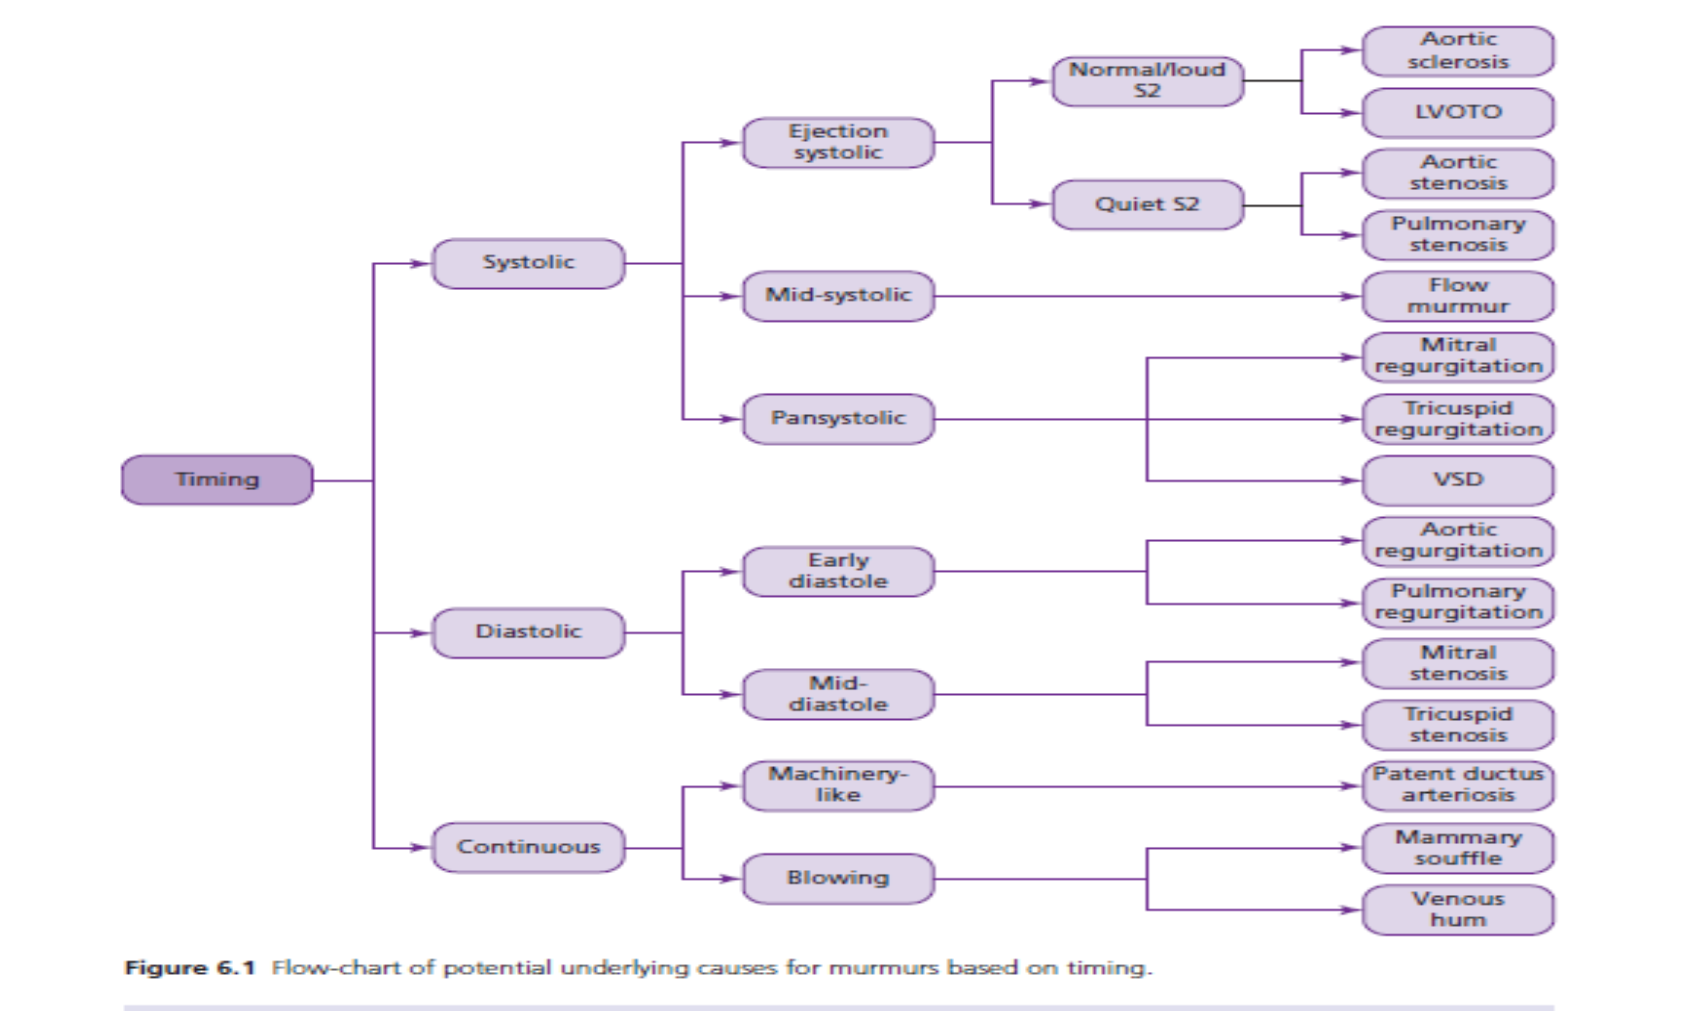 Aortic
sclerosis
Normal/loud
S2
LVOTO
Ejection
systolic
Aortic
stenosis
Quiet S2
Pulmonary
stenosis
Systolic
Mid-systolic
Flow
murmur
Mitral
regurgitation
Pansystolic
Tricuspid
regurgitation
Timing
VSD
Aortic
regurgitation
Early
diastole
Pulmonary
regurgitation
Diastolic
Mitral
stenosis
Mid-
diastole
Tricuspid
stenosis
Machinery-
like
Patent ductus
arteriosis
Continuous
Mammary
souffle
Blowing
Venous
hum
Figure 6.1 Flow-chart of potential underlying causes for murmurs based on timing.